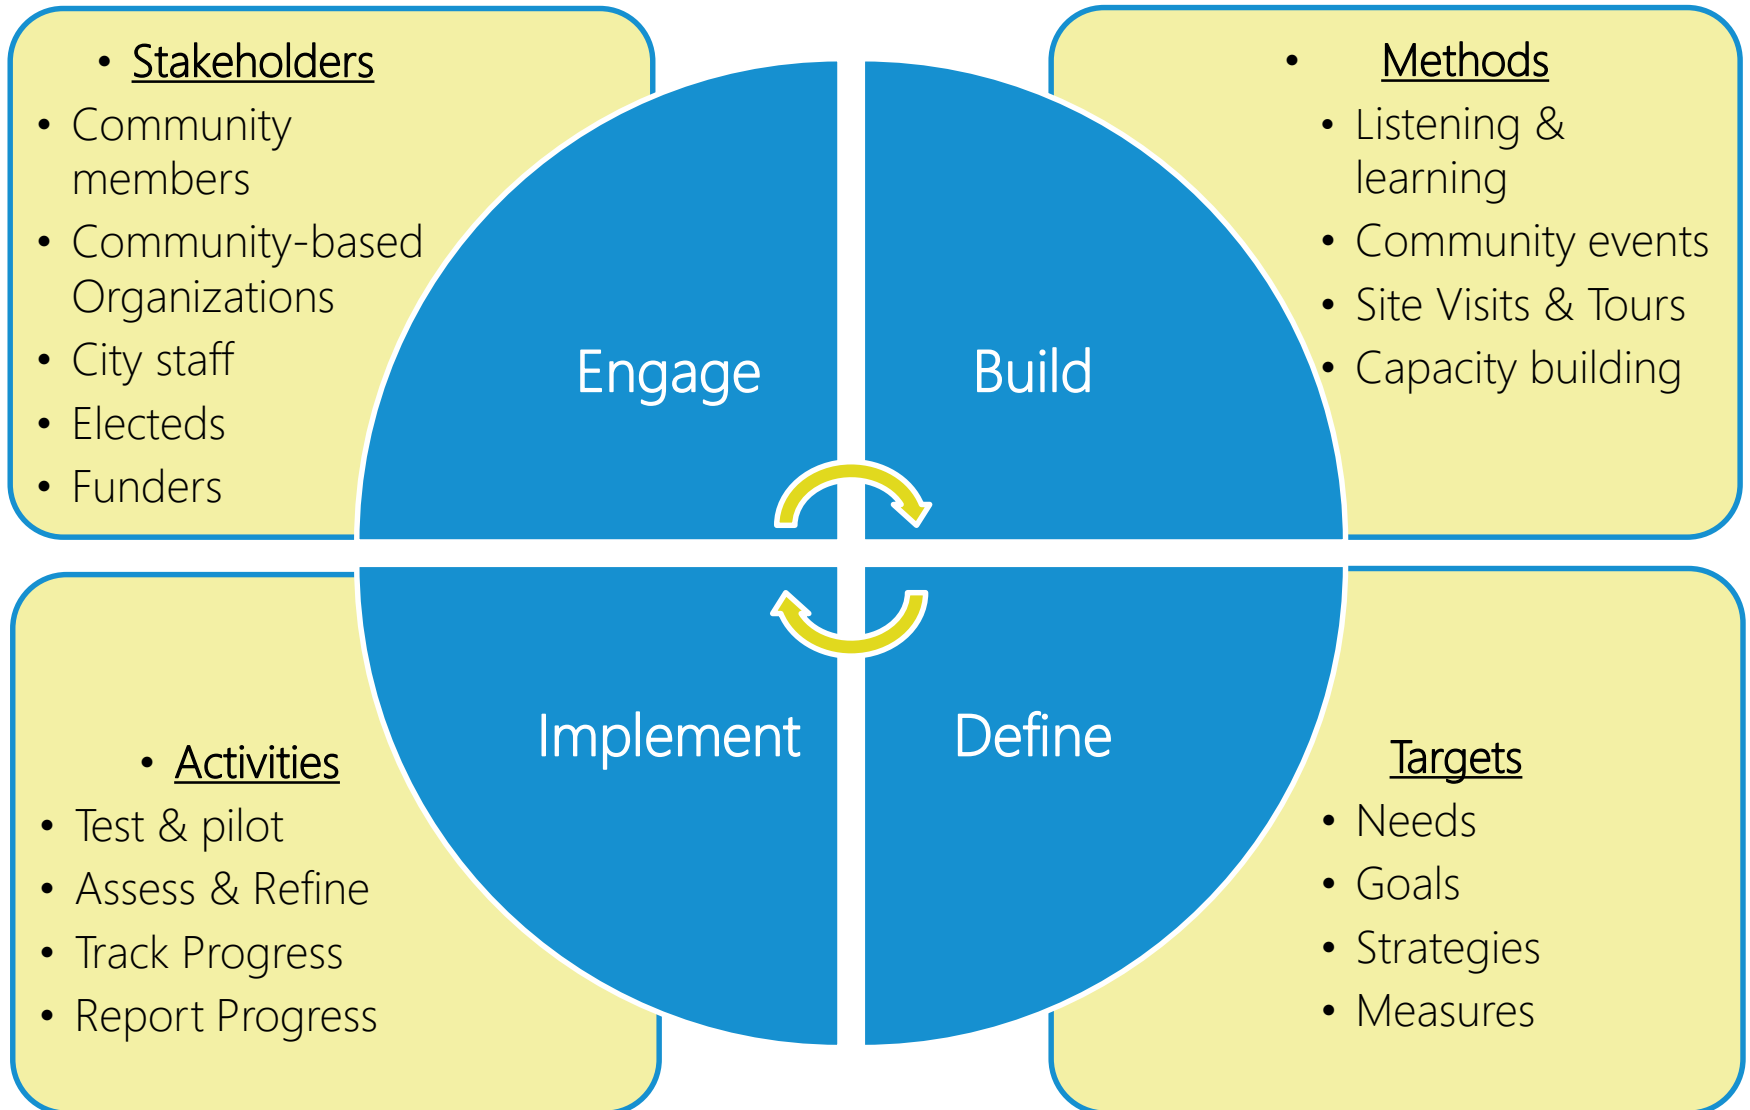 • Stakeholders
• Community
members
• Community-based
Organizations
• City staff
• Electeds
• Funders
Engage
Build
• Methods
• Listening &
learning
• Community events
• Site Visits & Tours
• Capacity building
• Activities
• Test & pilot
• Assess & Refine
• Track Progress
• Report Progress
Implement
Define
Targets
• Needs
• Goals
• Strategies
• Measures